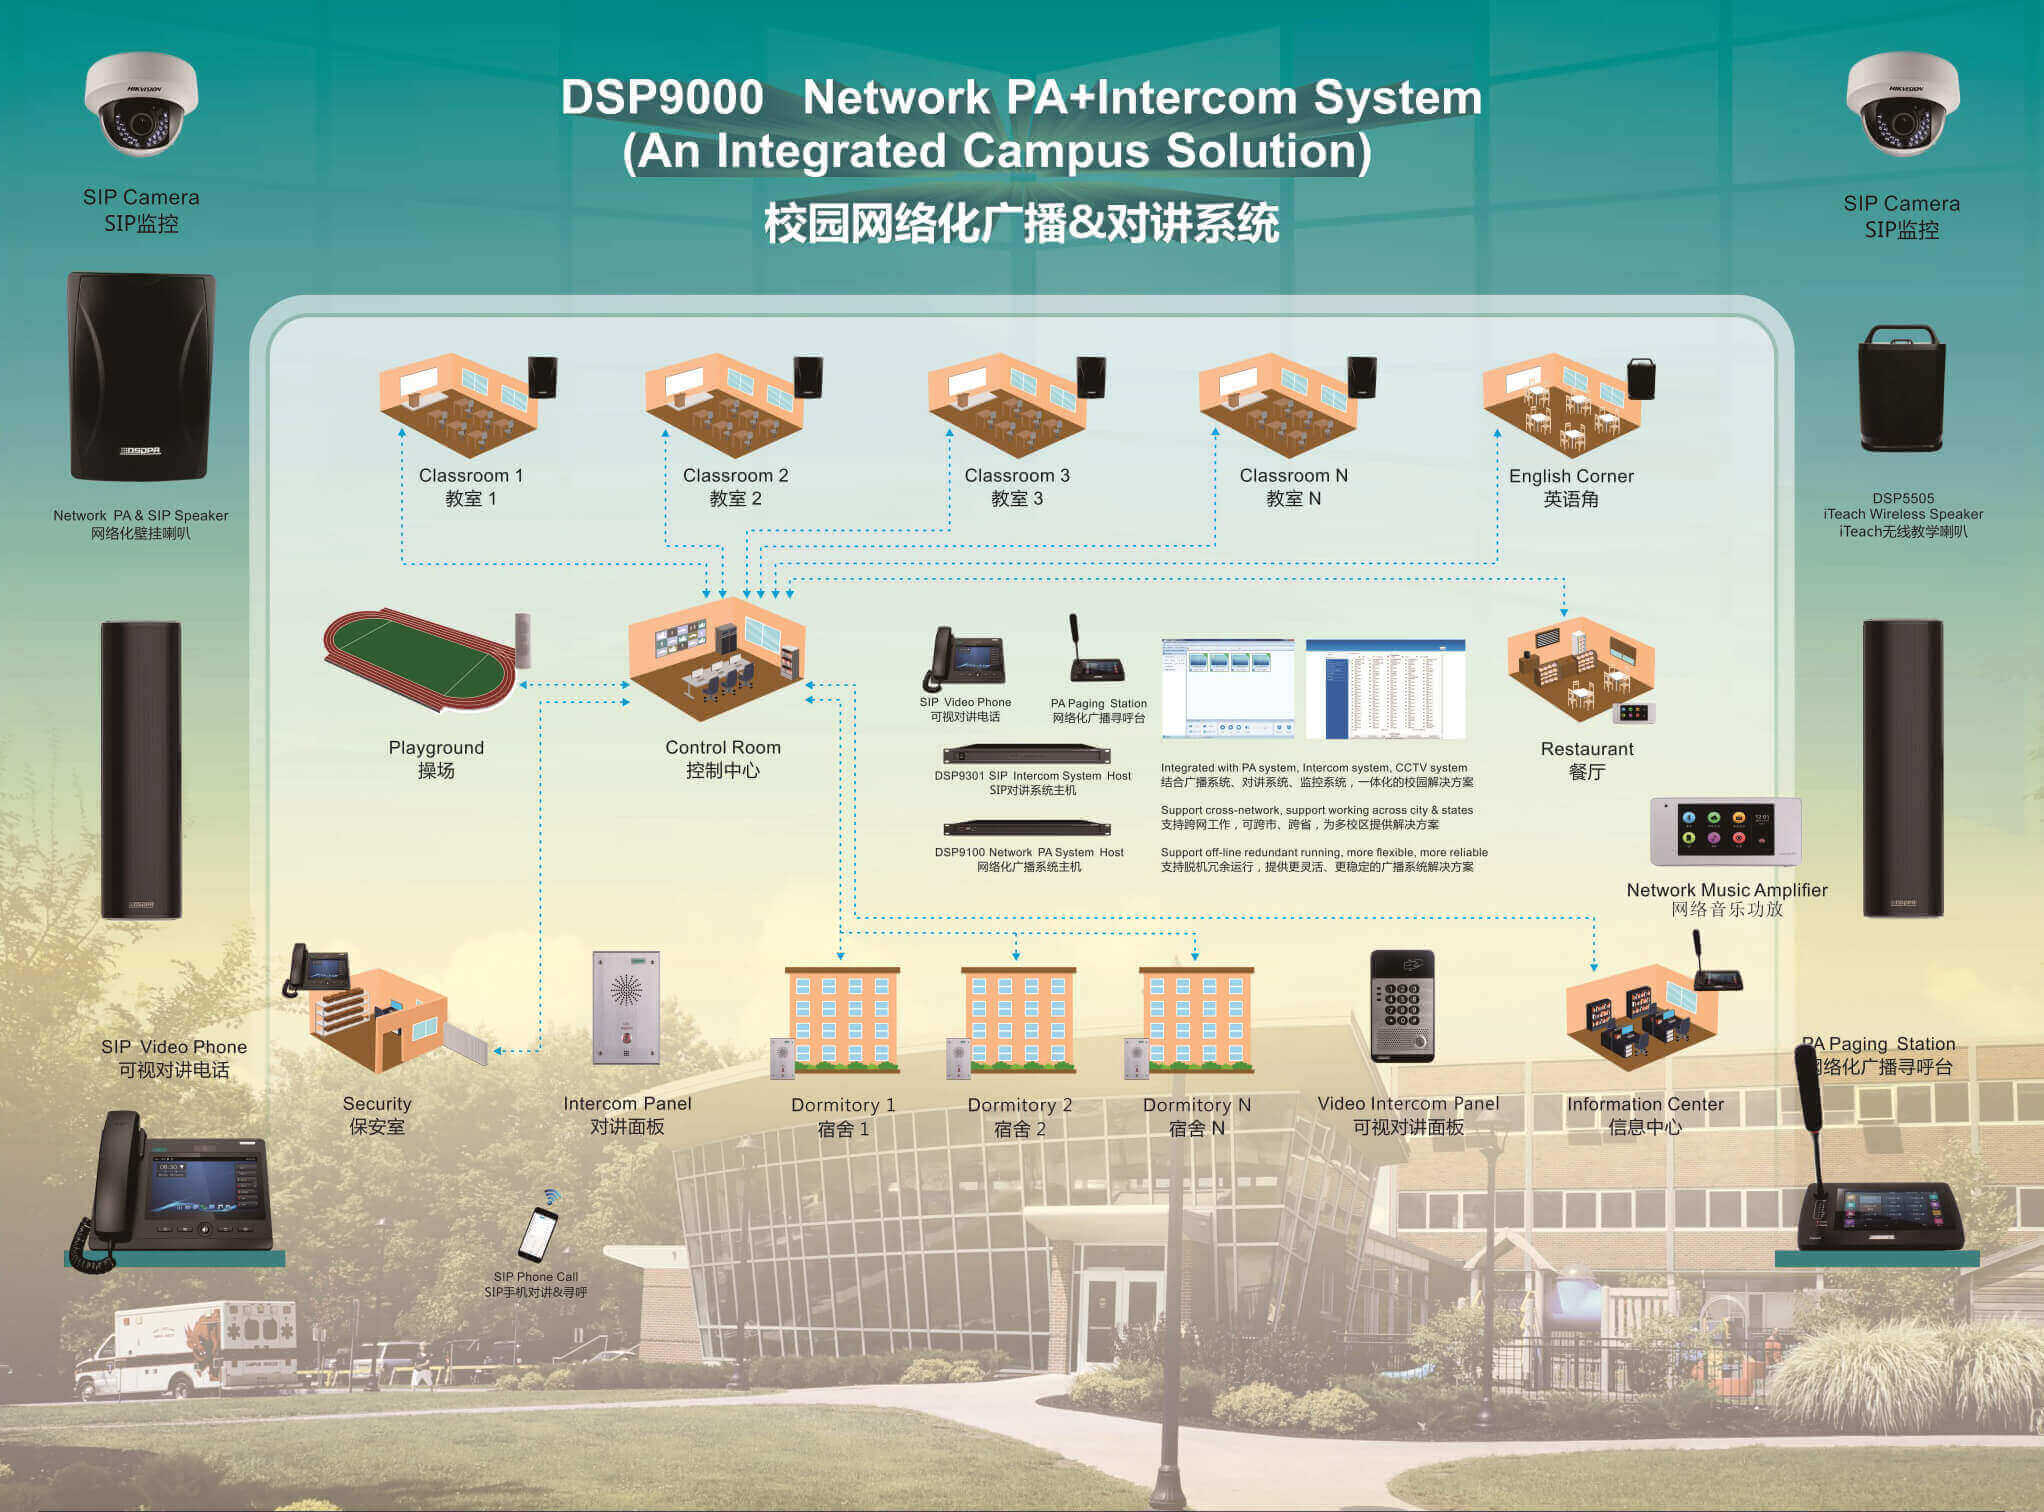 DSP9000 Network PA+Intercom System
(An Integrated Campus Solution)
校园网络化广播&对讲系统
HIKVISION
SIP Camera
SIP监控
HIKVISION
SIP Camera
SIP监控
DSPPA
Network PA & SIP Speaker
网络化壁挂喇叭
DSP5505
iTeach Wireless Speaker
iTeach无线教学喇叭
Classroom 1
教室 1
Classroom 2
教室 2
Classroom 3
教室 3
Classroom N
教室 N
English Corner
英语角
Playground
操场
Control Room
控制中心
SIP Video Phone
可视对讲电话
PA Paging Station
网络化广播寻呼台
DSP9301 SIP Intercom System Host
SIP对讲系统主机
DSP9100 Network PA System Host
网络化广播系统主机
Integrated with PA system, Intercom system, CCTV system
结合广播系统、对讲系统、监控系统，一体化的校园解决方案
Support cross-network, support working across city & states
支持跨网工作，可跨市、跨省，为多校区提供解决方案
Support off-line redundant running, more flexible, more reliable
支持脱机冗余运行，提供更灵活、更稳定的广播系统解决方案
Restaurant
餐厅
12:01
Network Music Amplifier
网络音乐功放
DSPPA
DSPPA
SIP Video Phone
可视对讲电话
08:30
Security
保安室
Intercom Panel
对讲面板
Dormitory 1
宿舍 1
Dormitory 2
宿舍 2
Dormitory N
宿舍 N
Video Intercom Panel
可视对讲面板
Information Center
信息中心
PA Paging Station
网络化广播寻呼台
SIP Phone Call
SIP手机对讲&寻呼